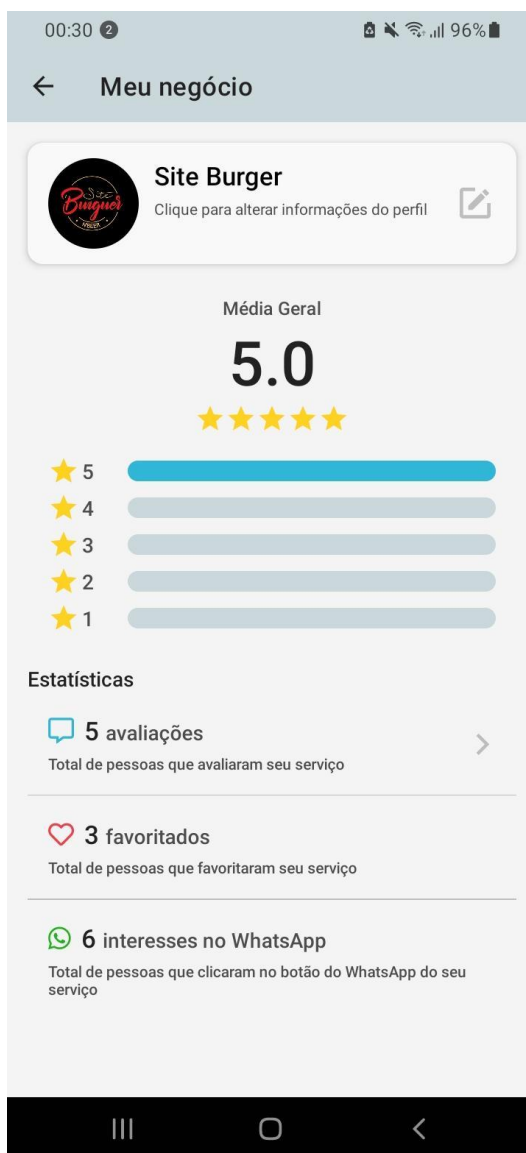 00:30 2 96%
Meu negócio
Site
Burguer
Site Burger
Clique para alterar informações do perfil
Média Geral
5.0
5
4
3
2
1
Estatísticas
5 avaliações
Total de pessoas que avaliaram seu serviço
3 favoritados
Total de pessoas que favoritaram seu serviço
6 interesses no WhatsApp
Total de pessoas que clicaram no botão do WhatsApp do seu
serviço